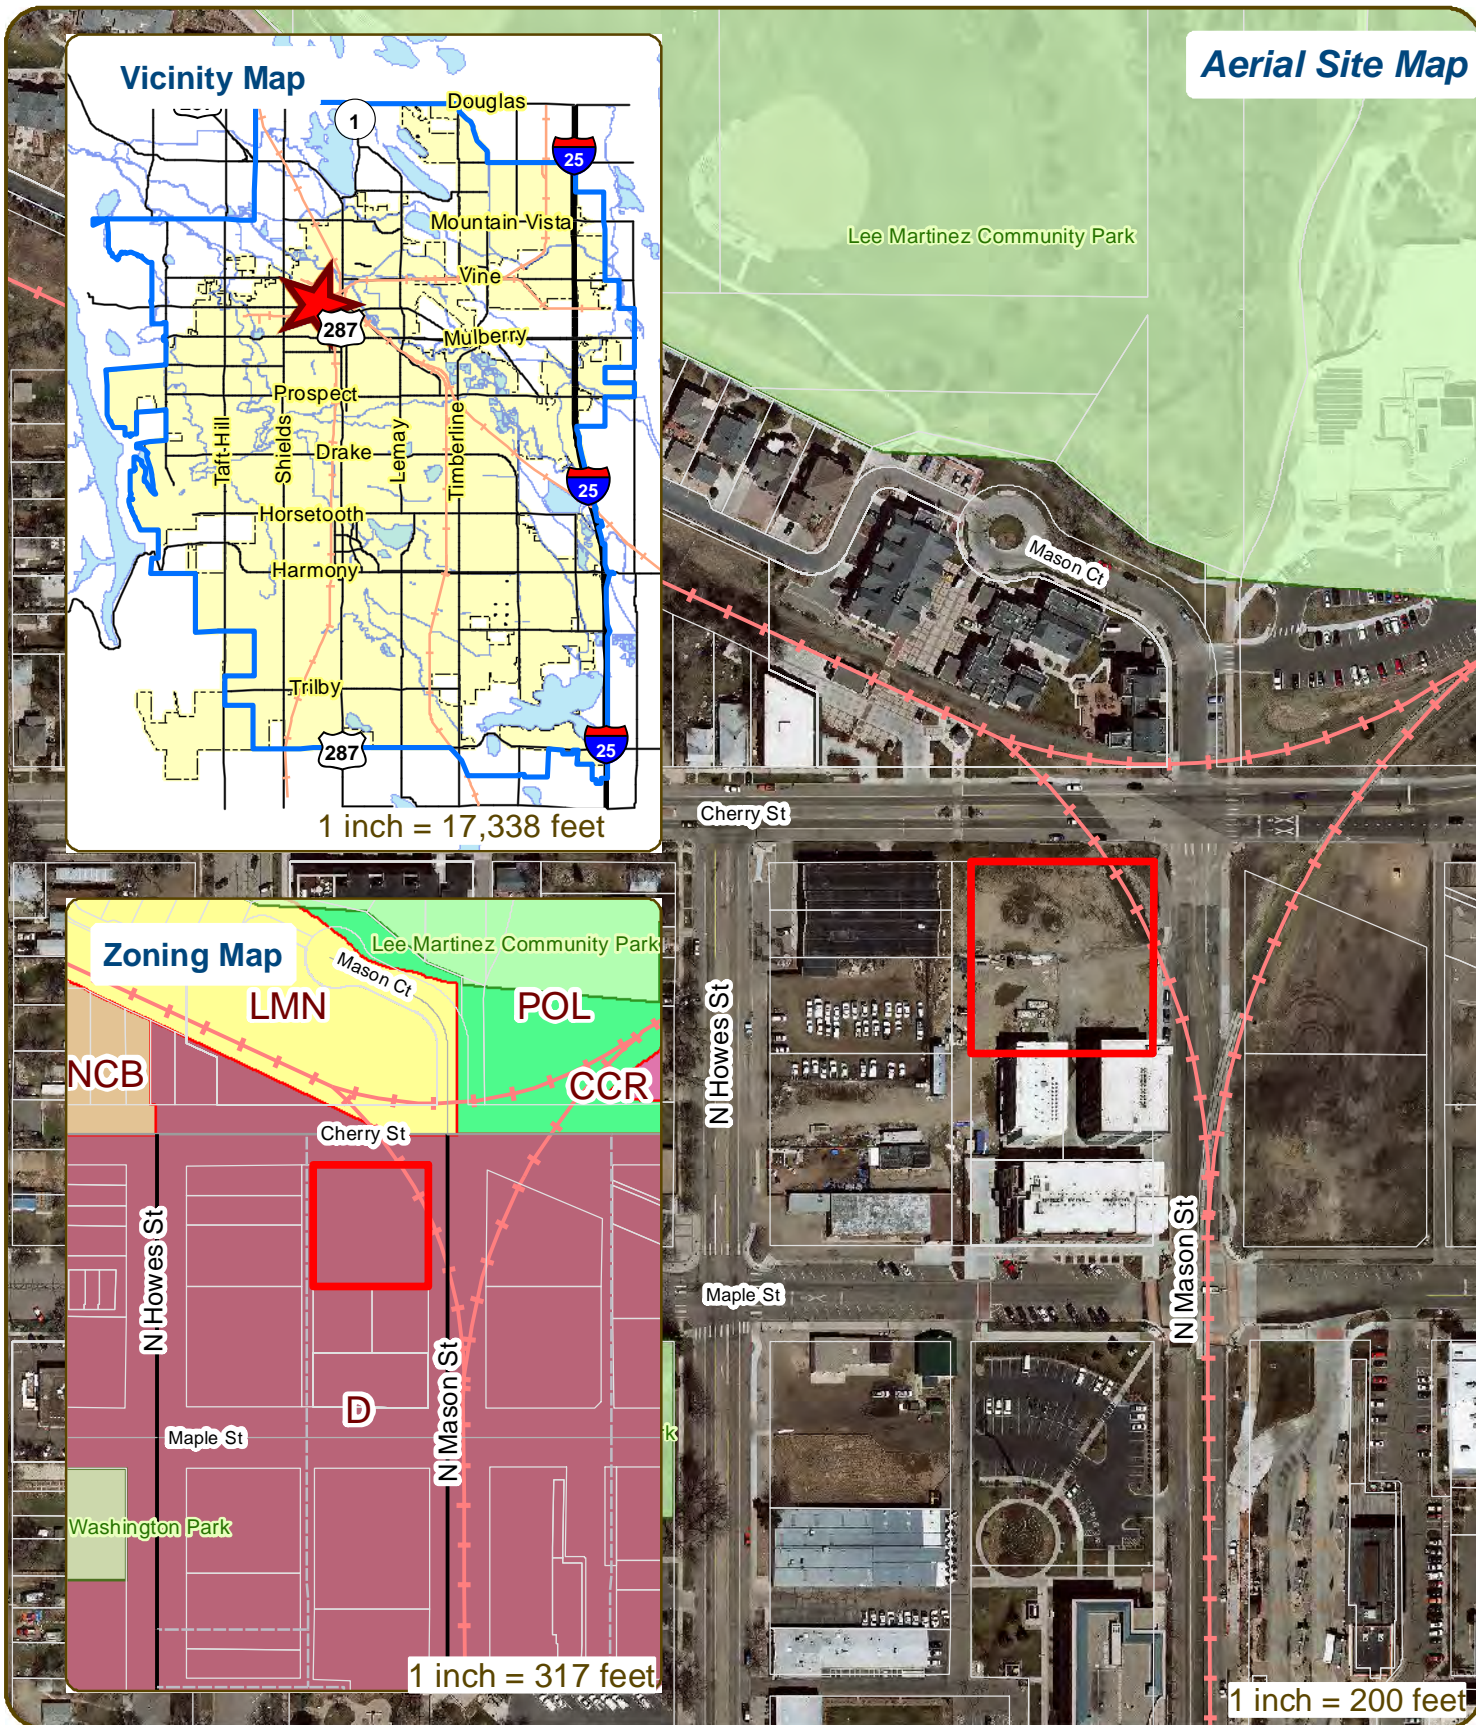 Aerial Site Map
Vicinity Map
Douglas
1
25
Mountain Vista
Lee Martinez Community Park
Vine
287
Mulberry
Prospect
Taft Hill
Shields
Drake
Lemay
Timberline
25
Horsetooth
Harmony
Mason Ct
Trilby
287
25
1 inch = 17,338 feet
Cherry St
N Howes St
N Mason St
Maple St
Zoning Map
Lee Martinez Community Park
Mason Ct
LMN
POL
NCB
CCR
Cherry St
N Howes St
N Mason St
D
Maple St
Washington Park
1 inch = 317 feet
1 inch = 200 feet